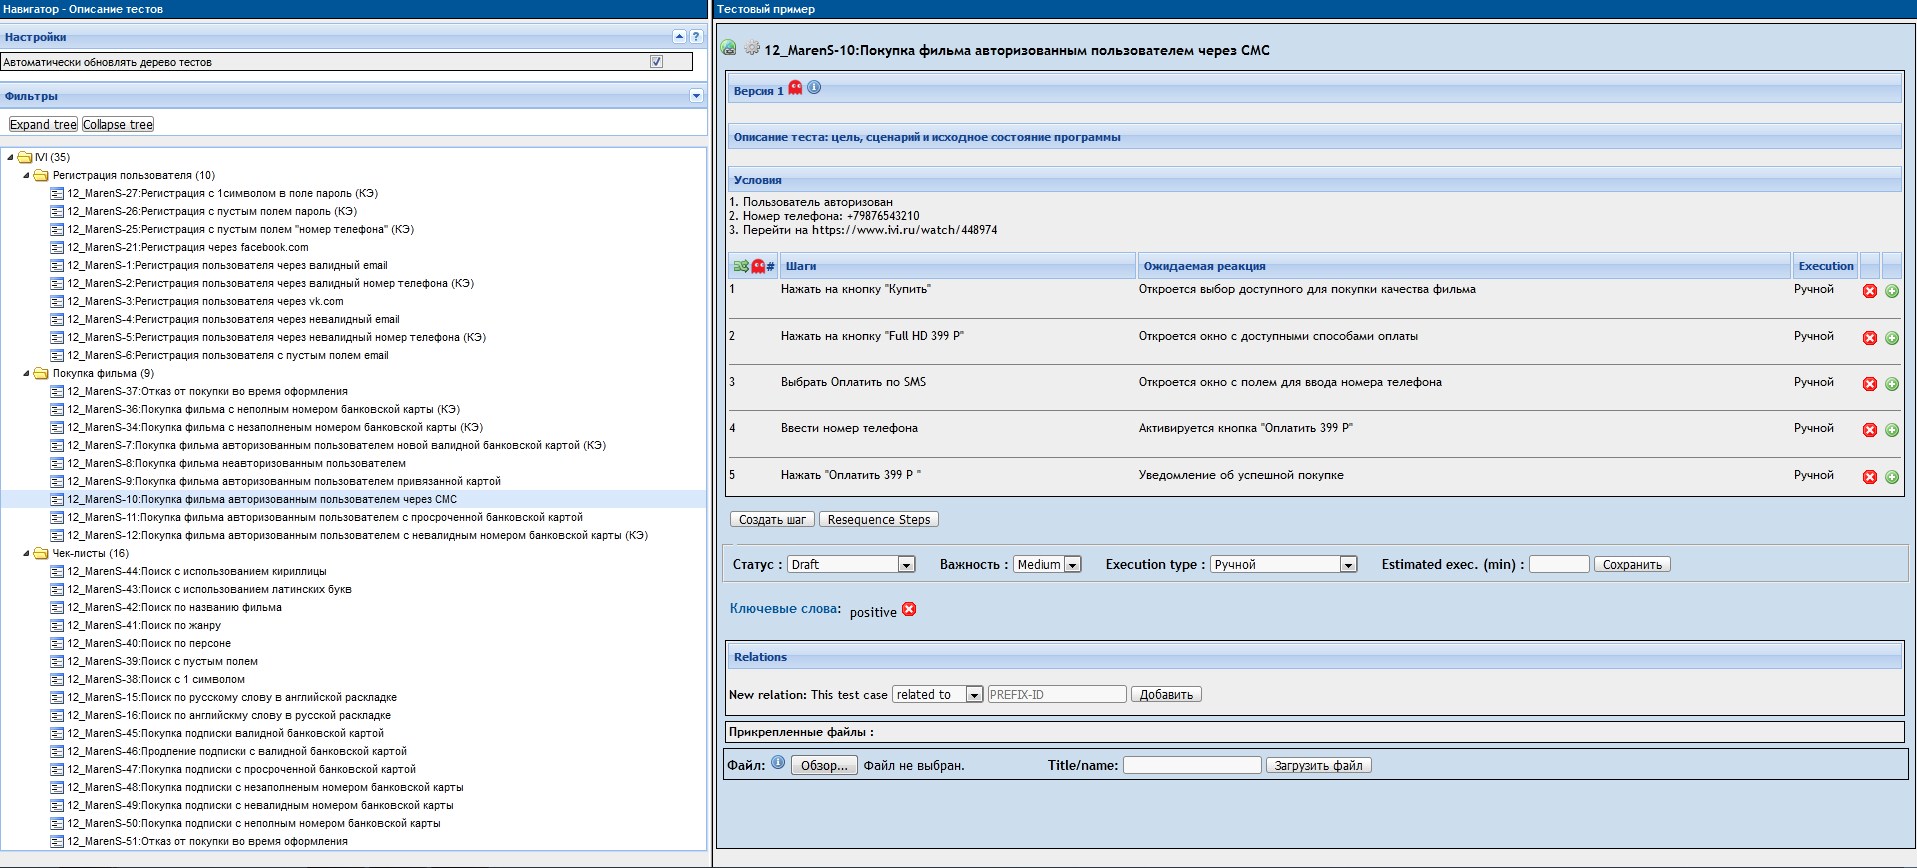 Навигатор - Описание тестов
Настройки
Автоматически обновлять дерево тестов
Фильтры
Expand tree Collapse tree
IVI (35)
Регистрация пользователя (10)
12_MarenS-27:Регистрация с 1символом в поле пароль (КЭ)
12_MarenS-26:Регистрация с пустым полем пароль (КЭ)
12_MarenS-25:Регистрация с пустым полем "номер телефона" (КЭ)
12_MarenS-21:Регистрация через facebook.com
12_MarenS-1:Регистрация пользователя через валидный email
12_MarenS-2:Регистрация пользователя через валидный номер телефона (КЭ)
12_MarenS-3:Регистрация пользователя через vk.com
12_MarenS-4:Регистрация пользователя через невалидный email
12_MarenS-5:Регистрация пользователя через невалидный номер телефона (КЭ)
12_MarenS-6:Регистрация пользователя с пустым полем email
Покупка фильма (9)
12_MarenS-37:Отказ от покупки во время оформления
12_MarenS-36:Покупка фильма с неполным номером банковской карты (КЭ)
12_MarenS-34:Покупка фильма с незаполненым номером банковской карты (КЭ)
12_MarenS-7:Покупка фильма авторизованным пользователем новой валидной банковской картой (КЭ)
12_MarenS-8:Покупка фильма неавторизованным пользователем
12_MarenS-9:Покупка фильма авторизованным пользователем привязанной картой
12_MarenS-10:Покупка фильма авторизованным пользователем через СМС
12_MarenS-11:Покупка фильма авторизованным пользователем с просроченной банковской картой
12_MarenS-12:Покупка фильма авторизованным пользователем с невалидным номером банковской карты (КЭ)
Чек-листы (16)
12_MarenS-44:Поиск с использованием кириллицы
12_MarenS-43:Поиск с использованием латинских букв
12_MarenS-42:Поиск по названию фильма
12_MarenS-41:Поиск по жанру
12_MarenS-40:Поиск по персоне
12_MarenS-39:Поиск с пустым полем
12_MarenS-38:Поиск с 1 символом
12_MarenS-15:Поиск по русскому слову в английской раскладке
12_MarenS-16:Поиск по английскму слову в русской раскладке
12_MarenS-45:Покупка подписки валидной банковской картой
12_MarenS-46:Продление подписки с валидной банковской картой
12_MarenS-47:Покупка подписки с просроченной банковской картой
12_MarenS-48:Покупка подписки с незаполненым номером банковской карты
12_MarenS-49:Покупка подписки с невалидным номером банковской карты
12_MarenS-50:Покупка подписки с неполным номером банковской карты
12_MarenS-51:Отказ от покупки во время оформления
Тестовый пример
12_MarenS-10:Покупка фильма авторизованным пользователем через СМС
Версия 1
Описание теста: цель, сценарий и исходное состояние программы
Условия
1. Пользователь авторизован
2. Номер телефона: +79876543210
3. Перейти на https://www.ivi.ru/watch/448974
# Шаги Ожидаемая реакция Execution
1 Нажать на кнопку "Купить" Откроется выбор доступного для покупки качества фильма Ручной
2 Нажать на кнопку "Full HD 399 Р" Откроется окно с доступными способами оплаты Ручной
3 Выбрать Оплатить по SMS Откроется окно с полем для ввода номера телефона Ручной
4 Ввести номер телефона Активируется кнопка "Оплатить 399 Р" Ручной
5 Нажать "Оплатить 399 Р " Уведомление об успешной покупке Ручной
Создать шаг Resequence Steps
Статус : Draft Важность : Medium Execution type : Ручной Estimated exec. (min) : Сохранить
Ключевые слова: positive
Relations
New relation: This test case related to PREFIX-ID Добавить
Прикрепленные файлы :
Файл: Обзор... Файл не выбран. Title/name: Загрузить файл